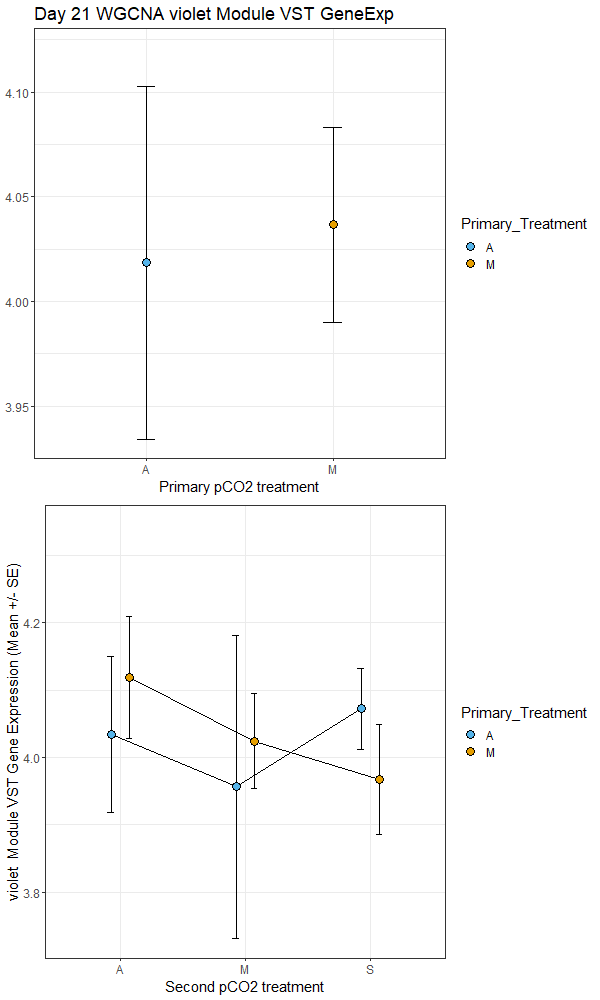 Day 21 WGCNA violet Module VST GeneExp
4.10
4.05
4.00
3.95
A
M
Primary pCO2 treatment
Primary_Treatment
A
M
violet  Module VST Gene Expression (Mean +/- SE)
4.2
4.0
3.8
A
M
S
Second pCO2 treatment
Primary_Treatment
A
M